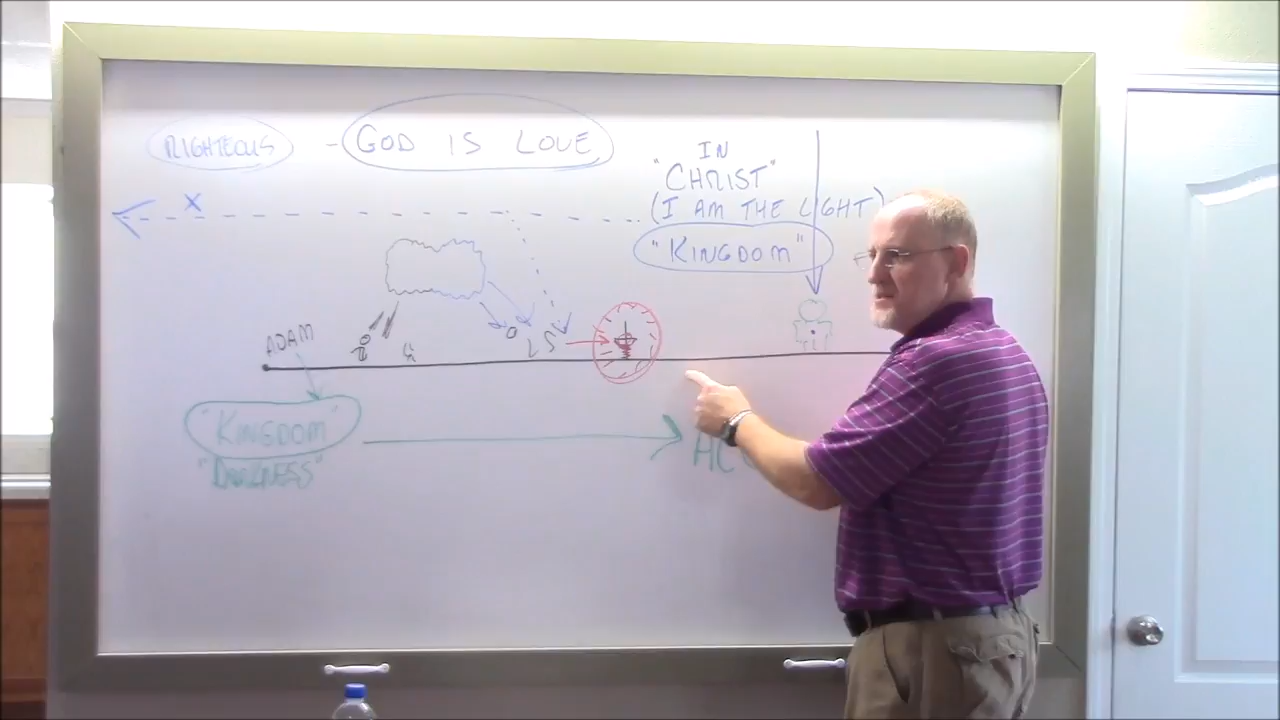 RIGHTEOUS - GOD IS LOVE
IN
"CHRIST"
(I AM THE LIGHT)
"KINGDOM"
X
ADAM
"KINGDOM"
"DARKNESS"